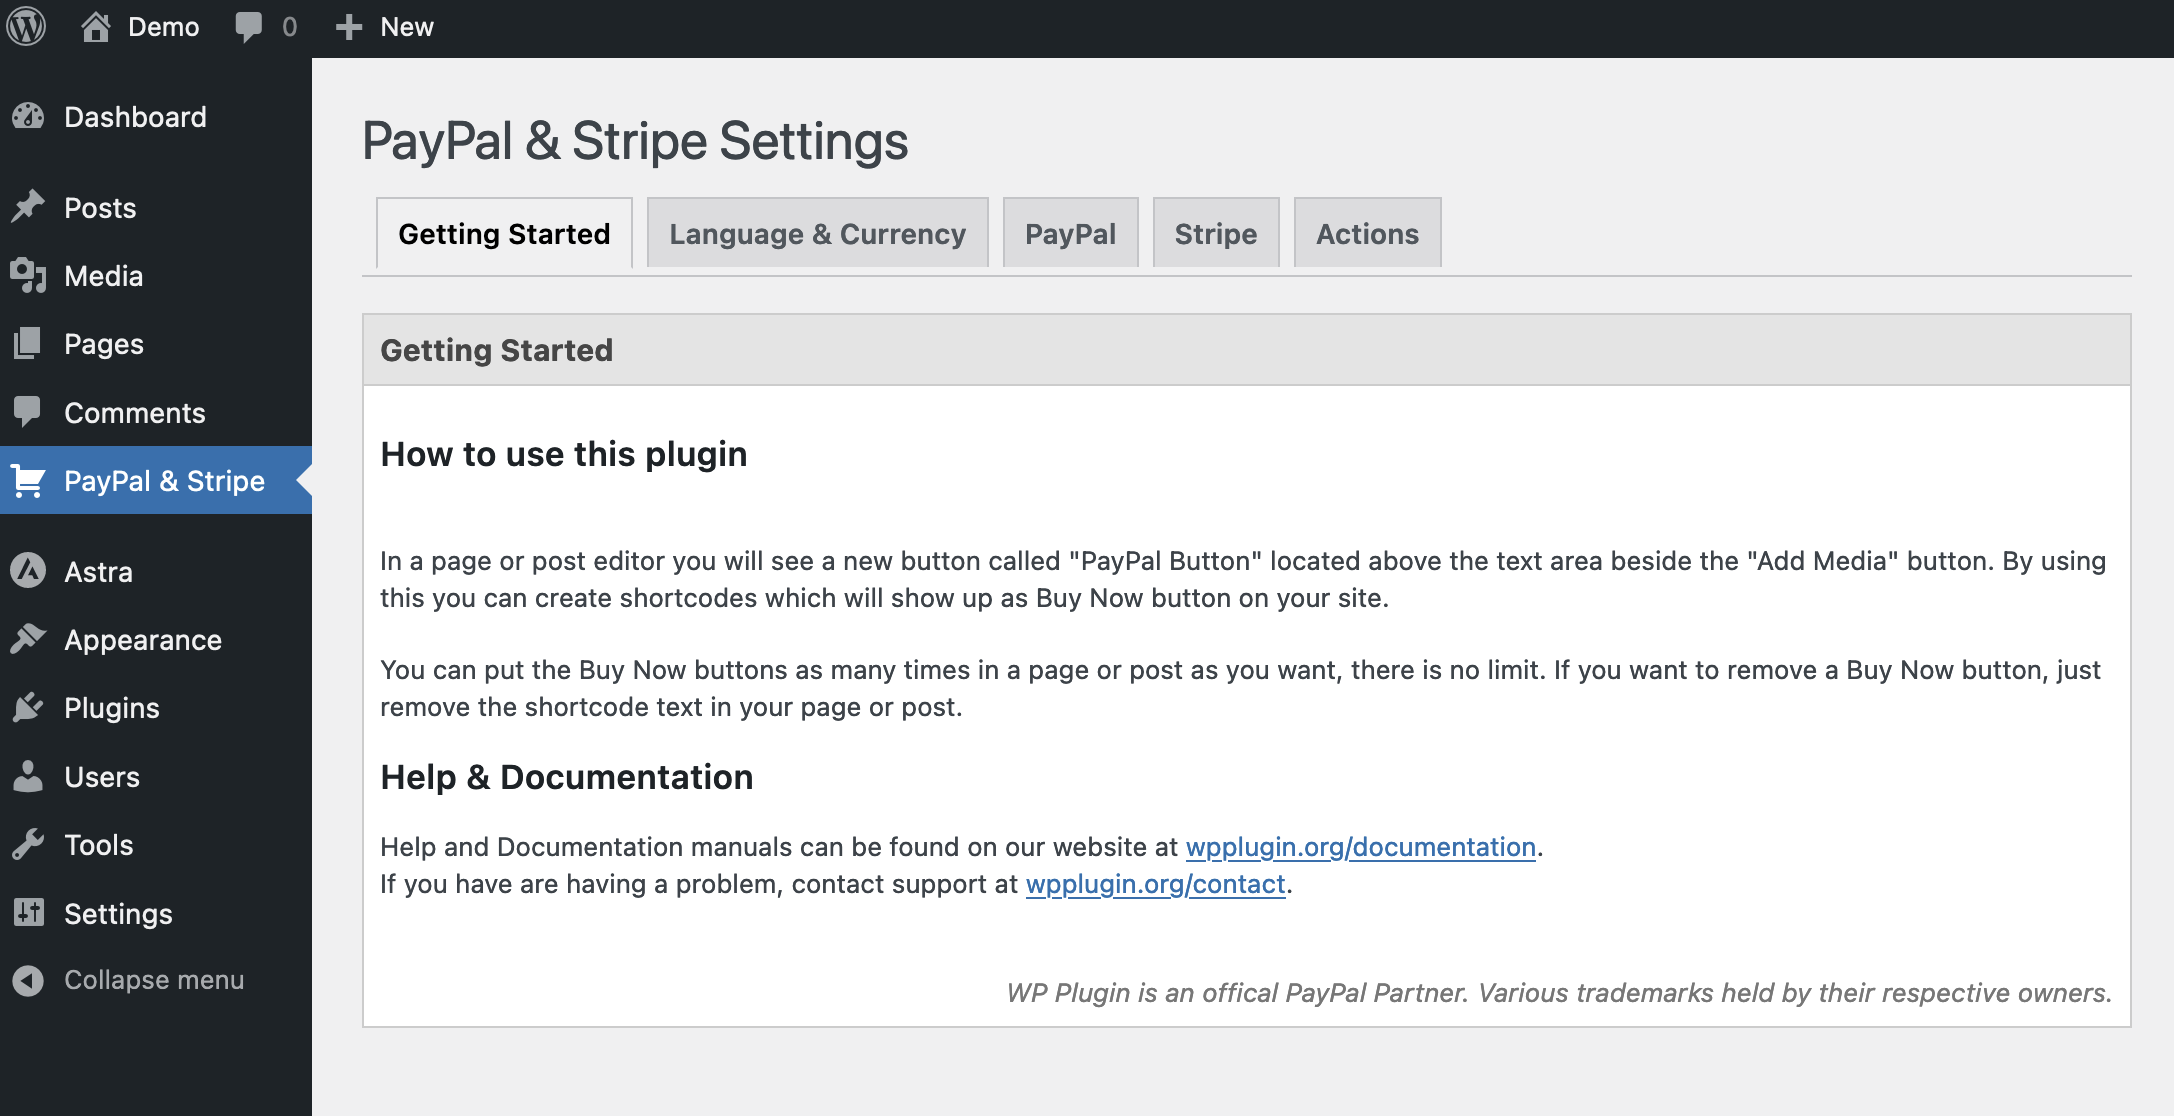 Demo 0 New
Dashboard
Posts
Media
Pages
Comments
PayPal & Stripe
Astra
Appearance
Plugins
Users
Tools
Settings
Collapse menu
PayPal & Stripe Settings
Getting Started Language & Currency PayPal Stripe Actions
Getting Started
How to use this plugin
In a page or post editor you will see a new button called "PayPal Button" located above the text area beside the "Add Media" button. By using
this you can create shortcodes which will show up as Buy Now button on your site.
You can put the Buy Now buttons as many times in a page or post as you want, there is no limit. If you want to remove a Buy Now button, just
remove the shortcode text in your page or post.
Help & Documentation
Help and Documentation manuals can be found on our website at wpplugin.org/documentation.
If you have are having a problem, contact support at wpplugin.org/contact.
WP Plugin is an offical PayPal Partner. Various trademarks held by their respective owners.